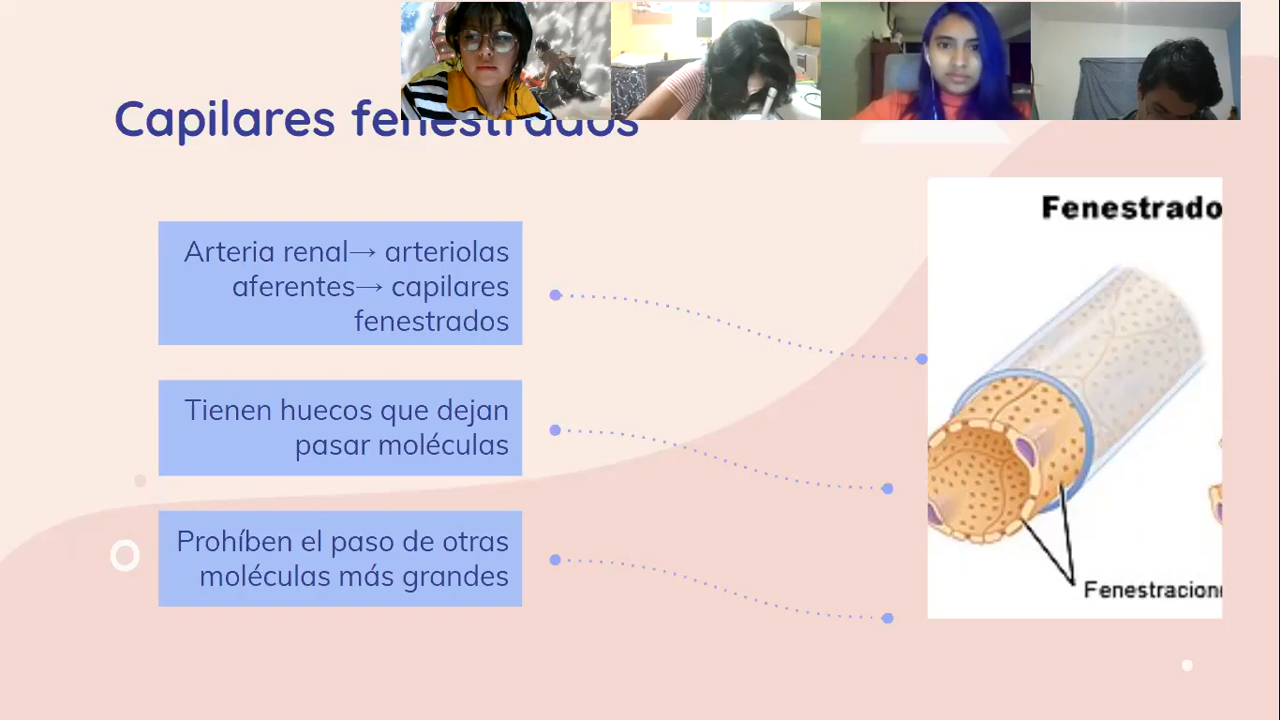 Capilares fenestrados
Arteria renal→ arteriolas
aferentes→ capilares
fenestrados
Tienen huecos que dejan
pasar moléculas
Prohíben el paso de otras
moléculas más grandes
Fenestrado
Fenestracione